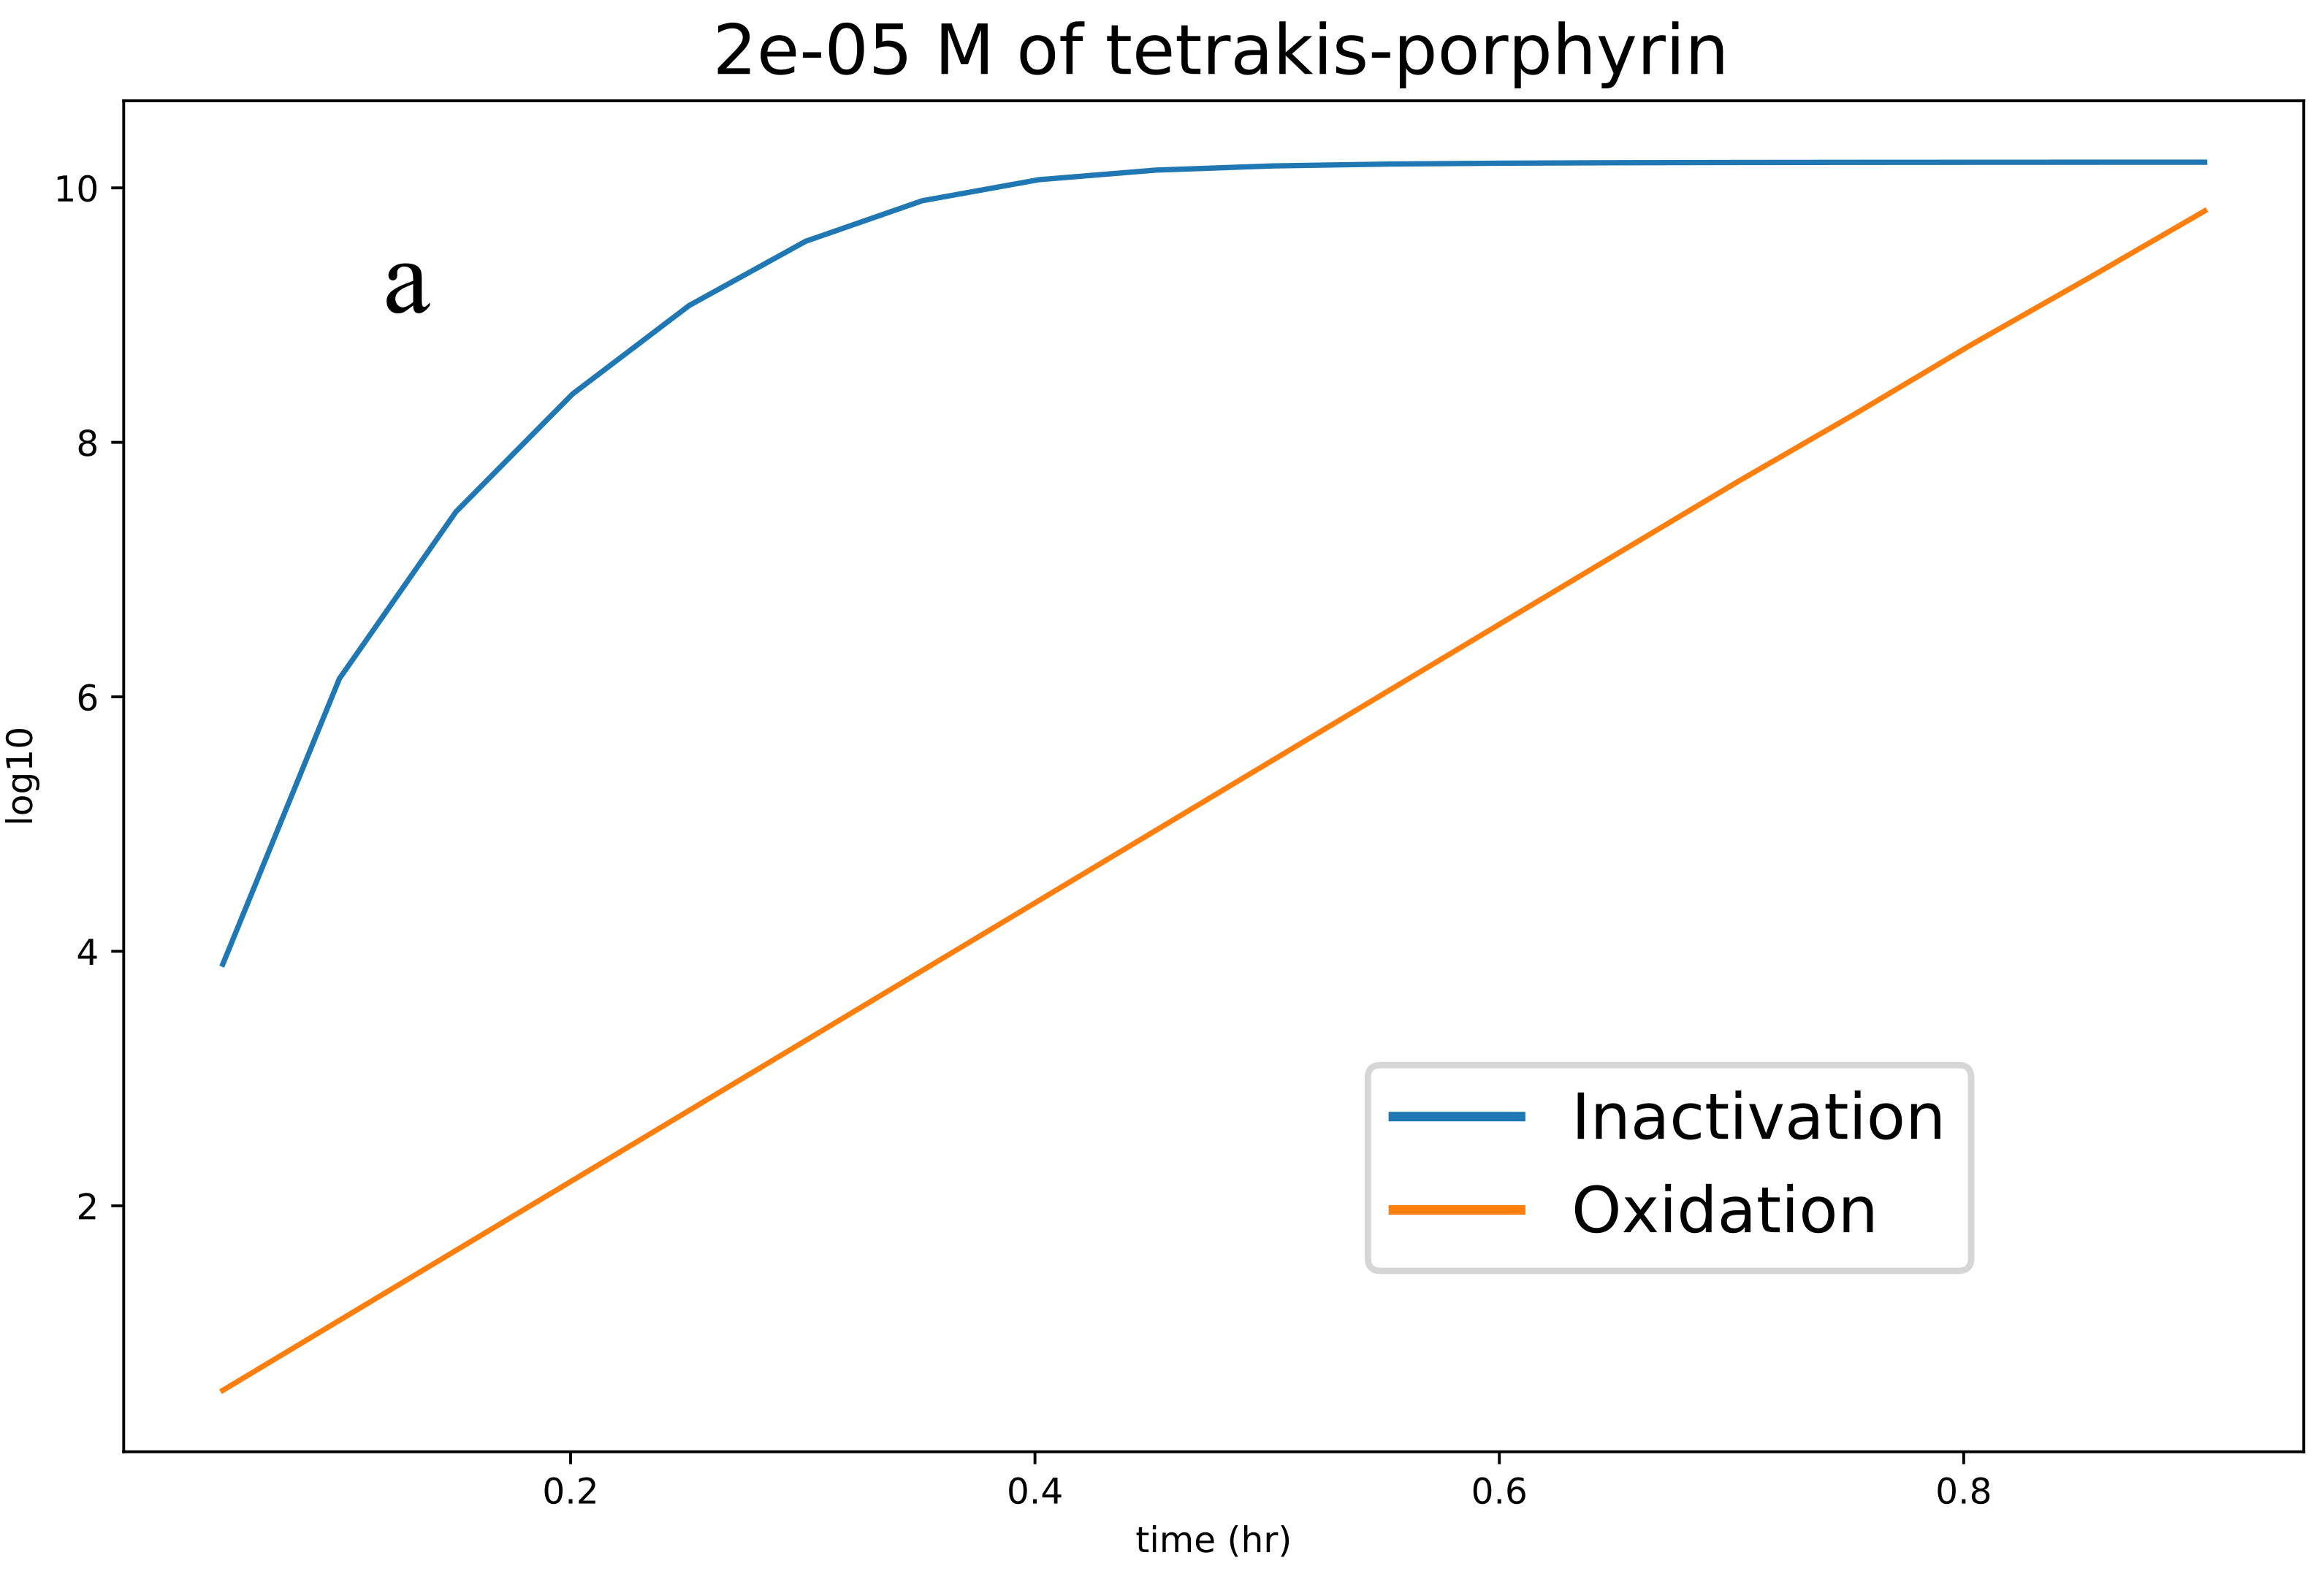 2e-05 M of tetrakis-porphyrin
10
a
8
6
log10
4
Inactivation
2
Oxidation
0.2 0.4 0.6 0.8
time (hr)